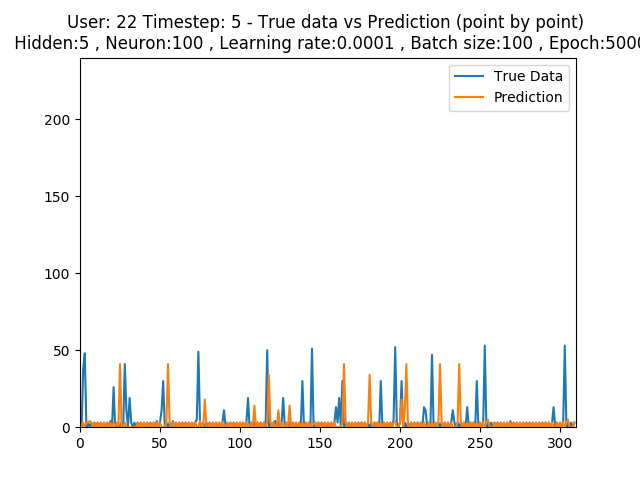 User: 22 Timestep: 5 - True data vs Prediction (point by point)
Hidden:5 , Neuron:100 , Learning rate:0.0001 , Batch size:100 , Epoch:5000
True Data
Prediction
200
150
100
50
0
0 50 100 150 200 250 300